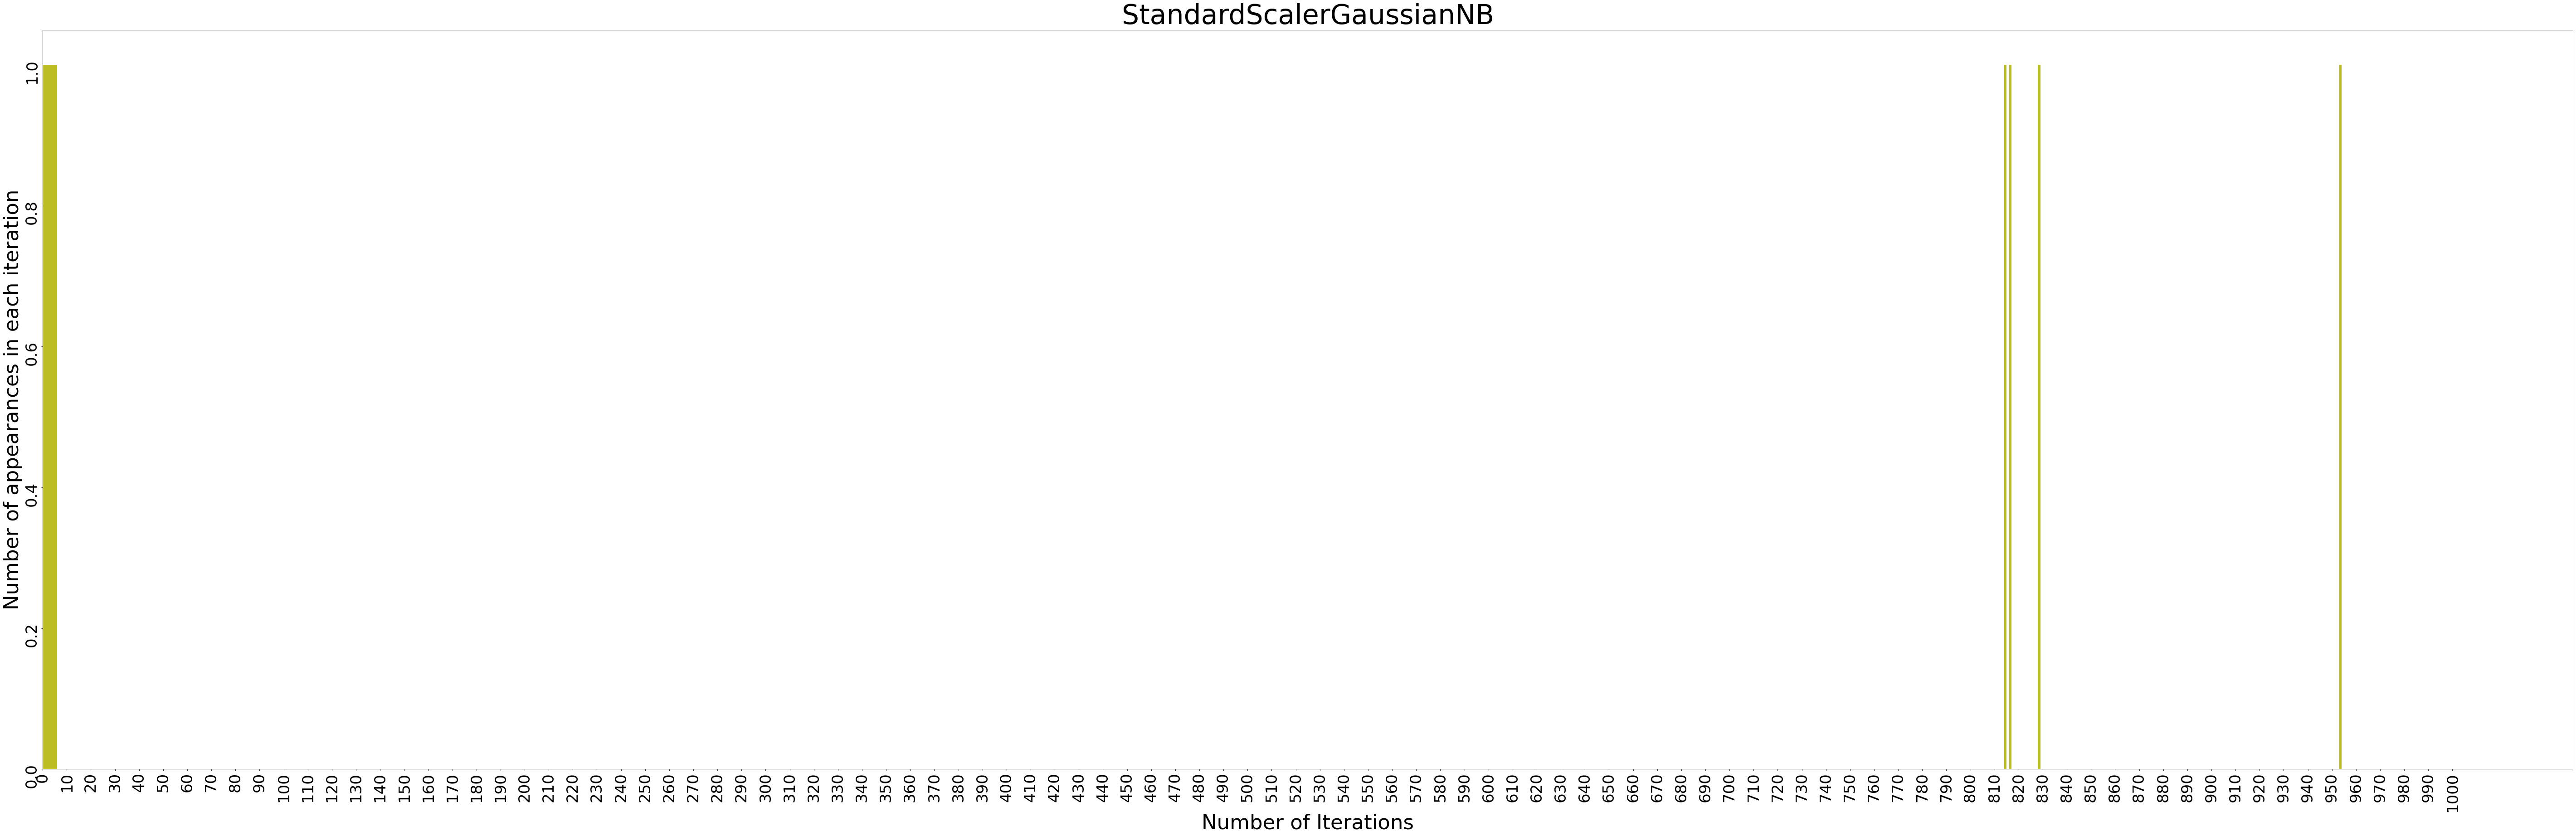 StandardScalerGaussianNB
Number of appearances in each iteration
1.0
0.8
0.6
0.4
0.2
0.0
0 10 20 30 40 50 60 70 80 90 100 110 120 130 140 150 160 170 180 190 200 210 220 230 240 250 260 270 280 290 300 310 320 330 340 350 360 370 380 390 400 410 420 430 440 450 460 470 480 490 500 510 520 530 540 550 560 570 580 590 600 610 620 630 640 650 660 670 680 690 700 710 720 730 740 750 760 770 780 790 800 810 820 830 840 850 860 870 880 890 900 910 920 930 940 950 960 970 980 990 1000
Number of Iterations